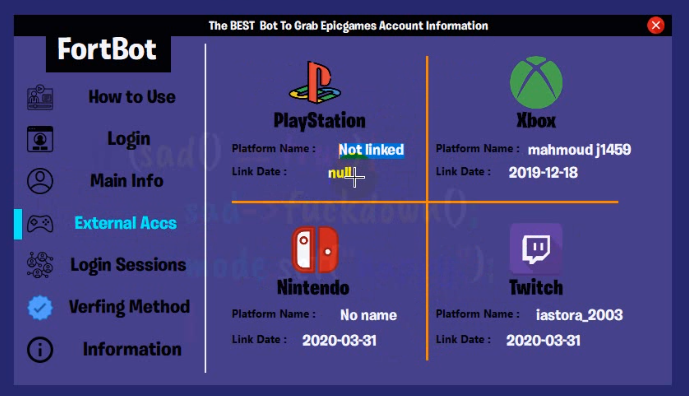 The BEST Bot To Grab Epicgames Account Information
FortBot
How to Use
Login
Main Info
External Accs
Login Sessions
Verfing Method
Information
PlayStation
Platform Name : Not linked
Link Date : null
Xbox
Platform Name : mahmoud j1459
Link Date : 2019-12-18
Nintendo
Platform Name : No name
Link Date : 2020-03-31
Twitch
Platform Name : iastora_2003
Link Date : 2020-03-31